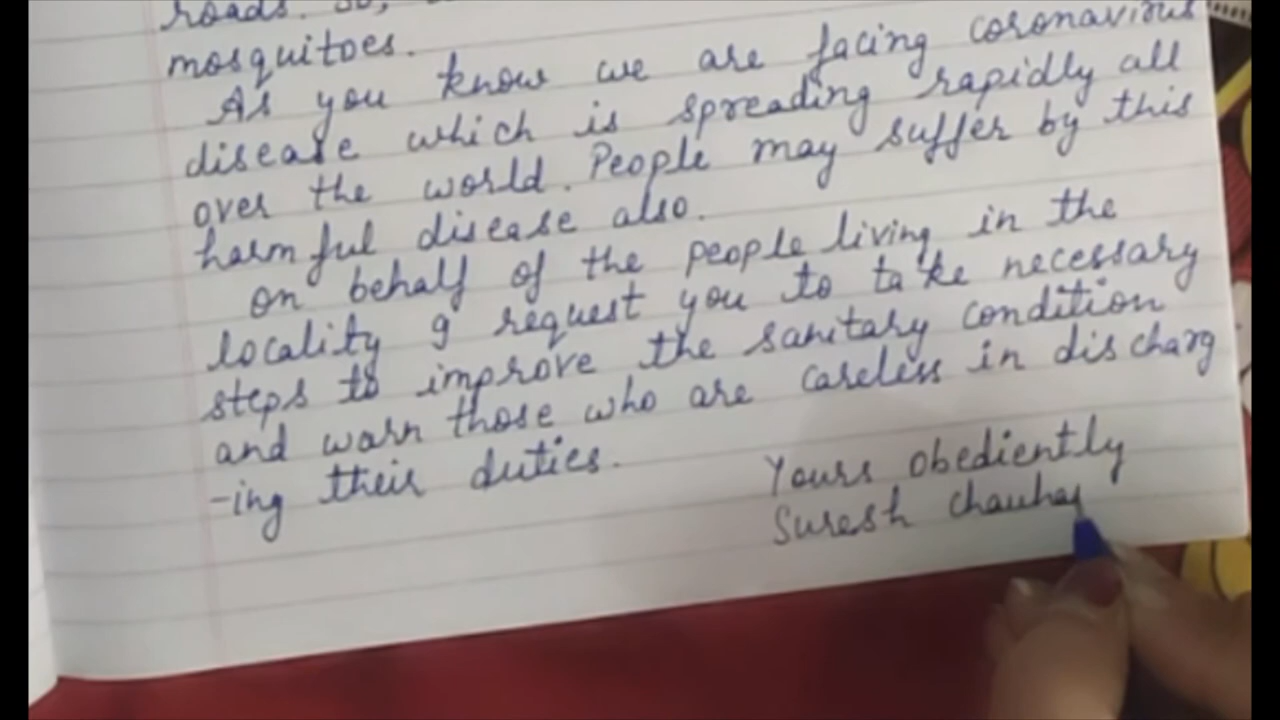 roads. So,
mosquitoes.
As you know we are facing coronavirus
disease which is spreading rapidly all
over the world. People may suffer by this
harmful disease also.
on behalf of the people living in the
locality I request you to take necessary
steps to improve the sanitary condition
and warn those who are careless in discharg
-ing their duties.
Yours obediently
Suresh Chauhan